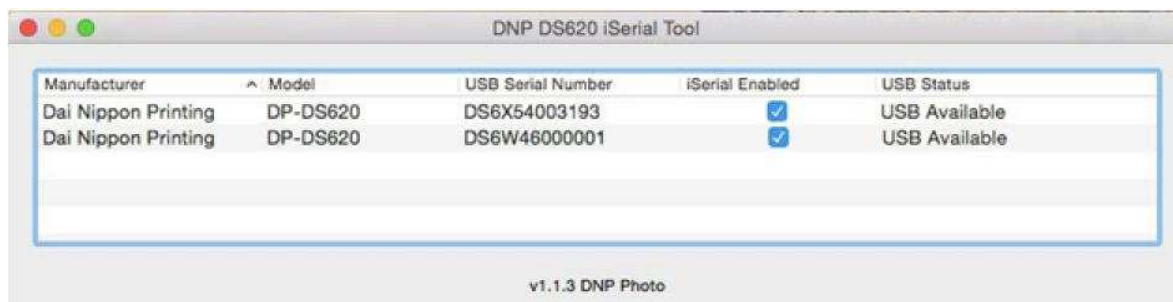 DNP DS620 iSerial Tool
Manufacturer Model USB Serial Number iSerial Enabled USB Status
Dai Nippon Printing DP-DS620 DS6X54003193 USB Available
Dai Nippon Printing DP-DS620 DS6W46000001 USB Available
v1.1.3 DNP Photo